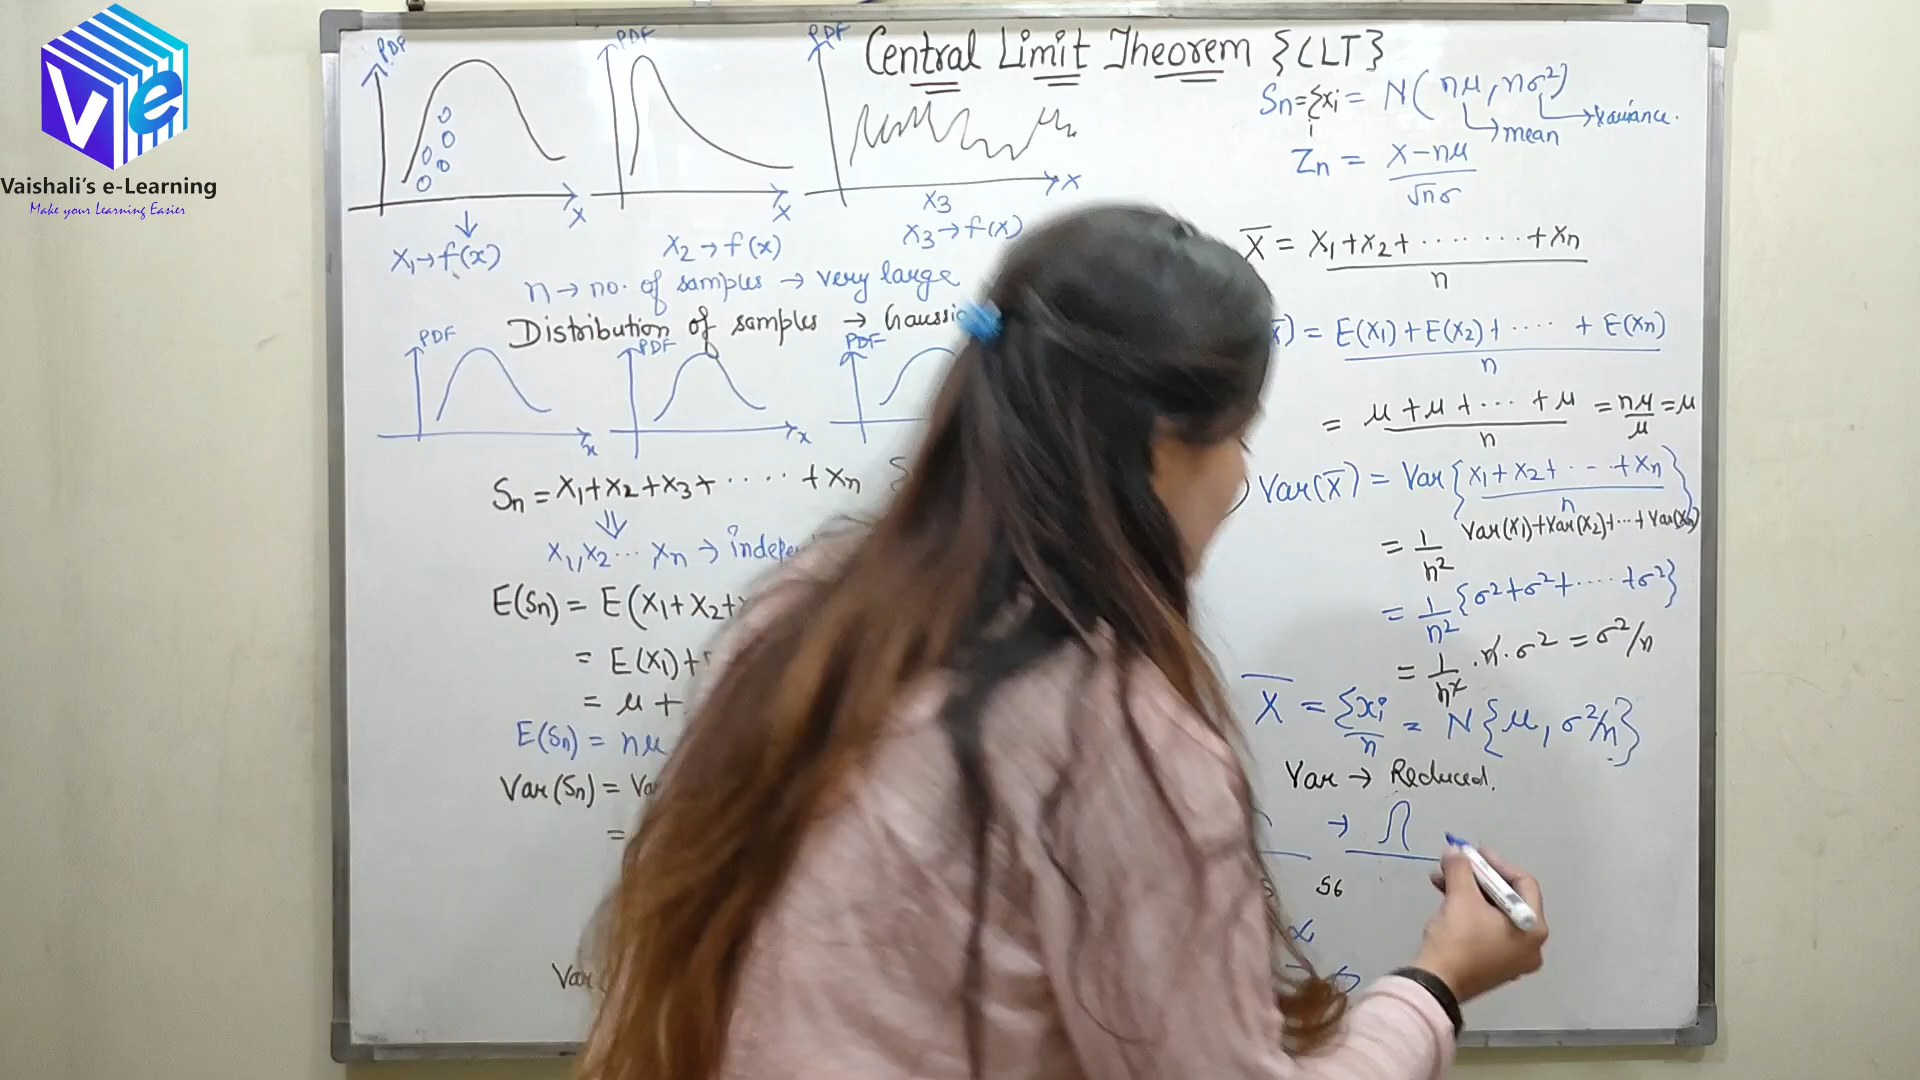 Ve
Vaishali's e-Learning
Make your Learning Easier
Central Limit Theorem {CLT}
PDF
X
X₁→f(x)
PDF
X
X₂→f(x)
PDF
X
X₃
X₃→f(x)
n → no. of samples → very large
Distribution of samples →
PDF
x
PDF
x
PDF
Sn = X₁+X₂+X₃+ ..... + Xn {
X₁,X₂... Xn →
E(Sn) = E(X₁+X₂+
= E(X₁)+
= μ +
E(Sn) = nμ
Var(Sn) =
=
Var
Sn = Σxi = N(nμ, nσ²)
i
→mean
→variance.
Zn = X-nμ / √nσ
X̄ = X₁+X₂+ ........ +Xn / n
) = E(X₁)+E(X₂)+ .... + E(Xn) / n
= μ+μ+ ... +μ / n = nμ/μ = μ
Var(X̄) = Var{X₁+X₂+ - - .+Xn / n}
= 1/n² Var(X₁)+Var(X₂)+...+Var(Xn)
= 1/n² {σ²+σ²+ .... +σ²}
= 1/n² . n . σ² = σ²/n
X̄ = Σxi/n = N{μ, σ²/n}
Var → Reduced.
→
56